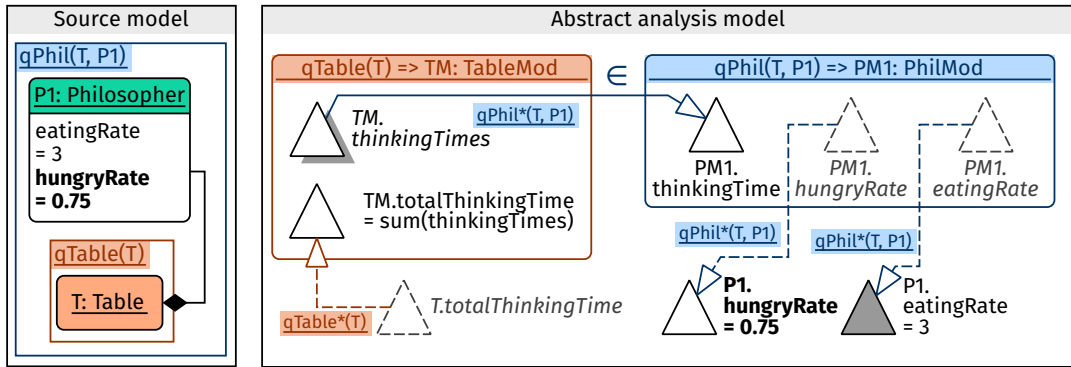 Source model
qPhil(T, P1)
P1: Philosopher
eatingRate
= 3
hungryRate
= 0.75
qTable(T)
T: Table
Abstract analysis model
qTable(T) => TM: TableMod
∈
qPhil(T, P1) => PM1: PhilMod
TM.
thinkingTimes
qPhil*(T, P1)
TM.totalThinkingTime
= sum(thinkingTimes)
PM1.
thinkingTime
PM1.
hungryRate
PM1.
eatingRate
qPhil*(T, P1)
qPhil*(T, P1)
qTable*(T)
T.totalThinkingTime
P1.
hungryRate
= 0.75
P1.
eatingRate
= 3